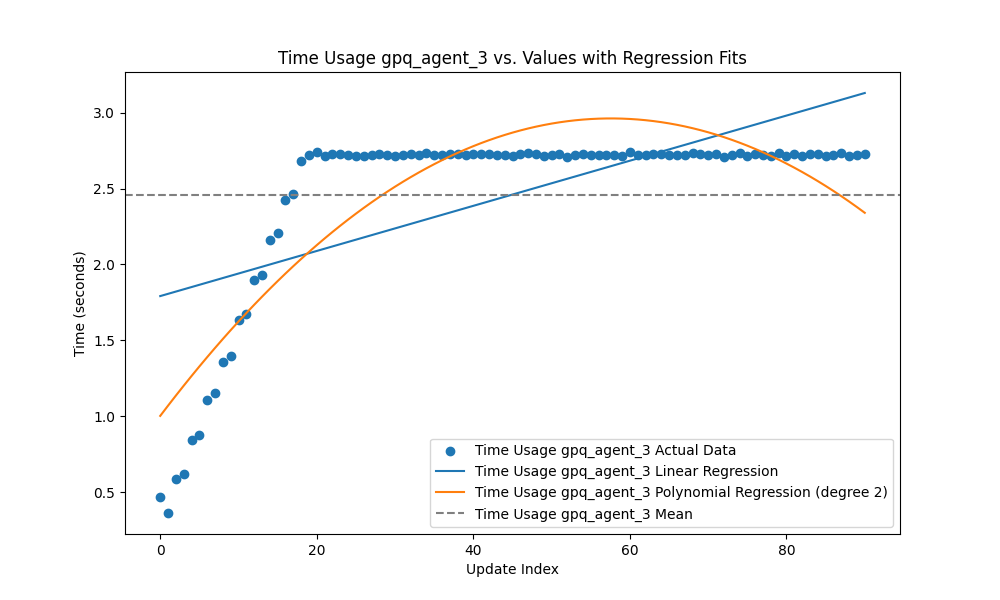 Time Usage gpq_agent_3 vs. Values with Regression Fits
Time (seconds)
3.0
2.5
2.0
1.5
1.0
0.5
Time Usage gpq_agent_3 Actual Data
Time Usage gpq_agent_3 Linear Regression
Time Usage gpq_agent_3 Polynomial Regression (degree 2)
Time Usage gpq_agent_3 Mean
0 20 40 60 80
Update Index